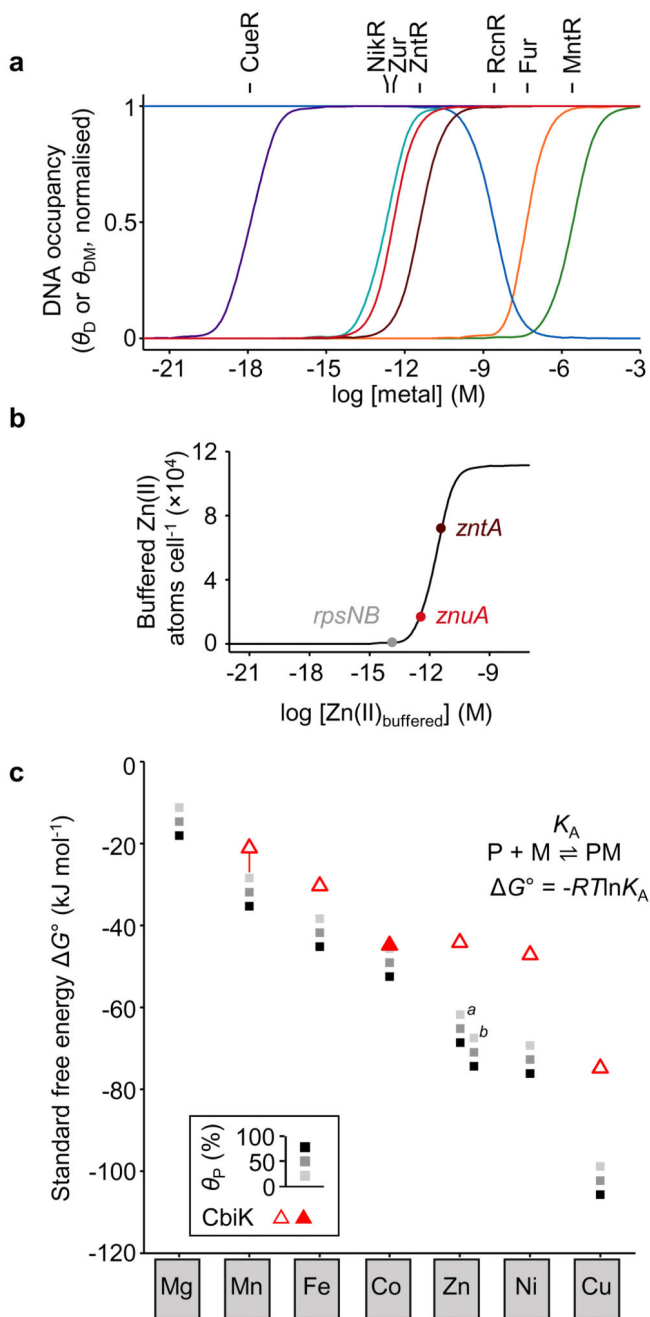 a
CueR
NikR
Zur
ZntR
RcnR
Fur
MntR
DNA occupancy
(θD or θDM, normalised)
1
0.5
0
-21
-18
-15
-12
-9
-6
-3
log [metal] (M)
b
Buffered Zn(II)
atoms cell⁻¹ (×10⁴)
12
8
4
0
zntA
rpsNB
znuA
-21
-18
-15
-12
-9
log [Zn(II)buffered] (M)
c
Standard free energy ΔG° (kJ mol⁻¹)
0
-20
-40
-60
-80
-100
-120
KA
P + M ⇌ PM
ΔG° = -RTlnKA
a
b
θP (%)
100
50
0
CbiK
Mg
Mn
Fe
Co
Zn
Ni
Cu